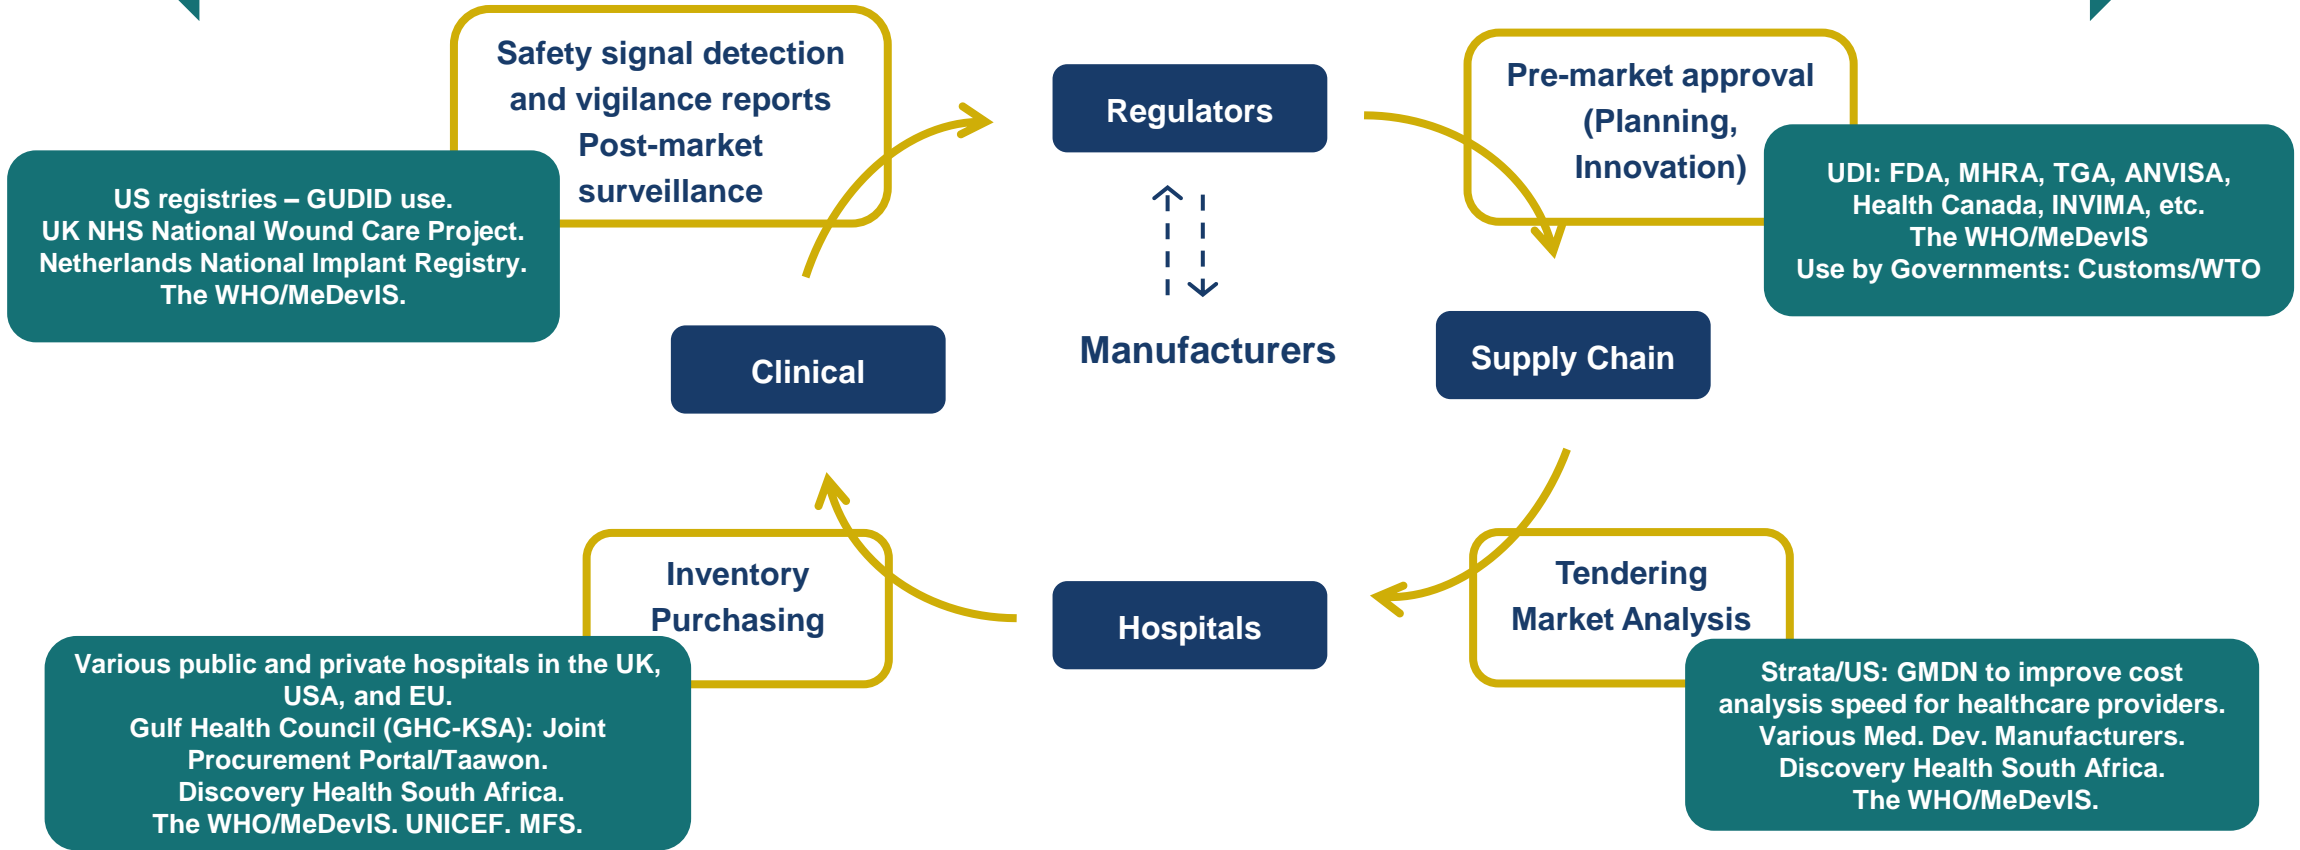 Safety signal detection
and vigilance reports
Post-market
surveillance
US registries – GUDID use.
UK NHS National Wound Care Project.
Netherlands National Implant Registry.
The WHO/MeDevIS.
Regulators
Pre-market approval
(Planning,
Innovation)
UDI: FDA, MHRA, TGA, ANVISA,
Health Canada, INVIMA, etc.
The WHO/MeDevIS
Use by Governments: Customs/WTO
Clinical
Manufacturers
Supply Chain
Inventory
Purchasing
Various public and private hospitals in the UK,
USA, and EU.
Gulf Health Council (GHC-KSA): Joint
Procurement Portal/Taawon.
Discovery Health South Africa.
The WHO/MeDevIS. UNICEF. MFS.
Hospitals
Tendering
Market Analysis
Strata/US: GMDN to improve cost
analysis speed for healthcare providers.
Various Med. Dev. Manufacturers.
Discovery Health South Africa.
The WHO/MeDevIS.